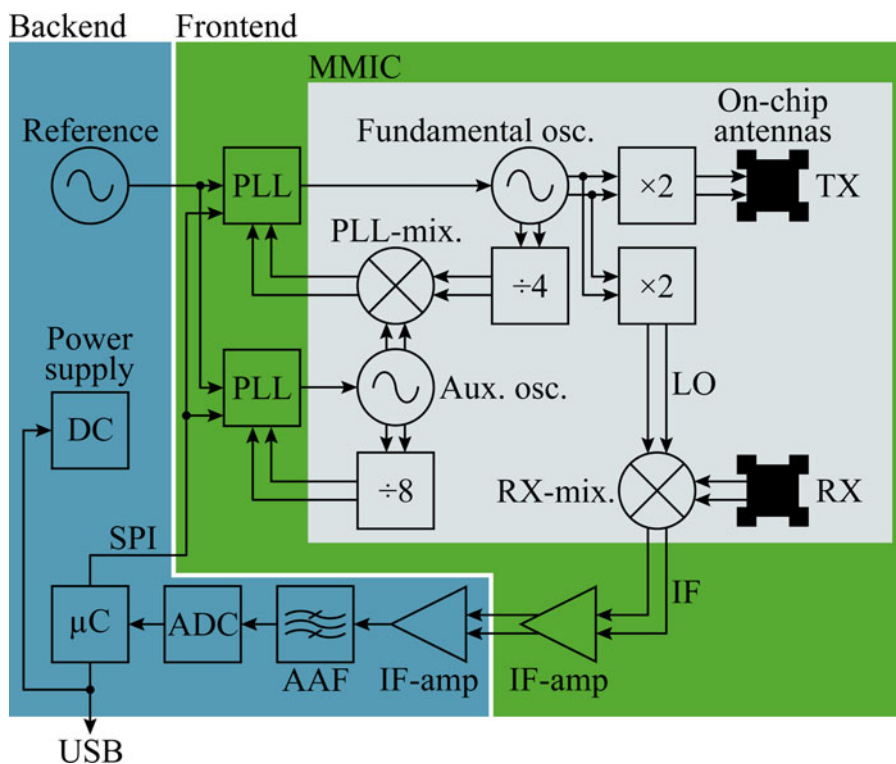 Backend
Frontend
MMIC
Reference
Fundamental osc.
On-chip
antennas
PLL
×2
TX
PLL-mix.
÷4
×2
Power
supply
DC
PLL
Aux. osc.
LO
÷8
RX-mix.
RX
SPI
IF
µC
ADC
AAF
IF-amp
IF-amp
USB